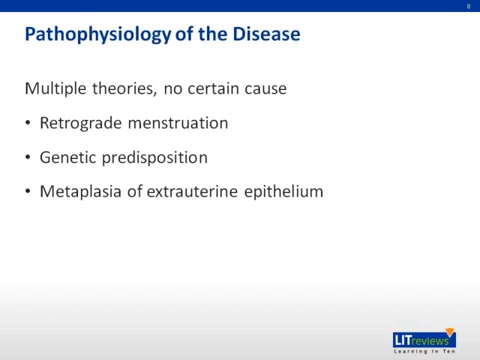 8
Pathophysiology of the Disease
Multiple theories, no certain cause
• Retrograde menstruation
• Genetic predisposition
• Metaplasia of extrauterine epithelium
LITreviews
Learning in Ten